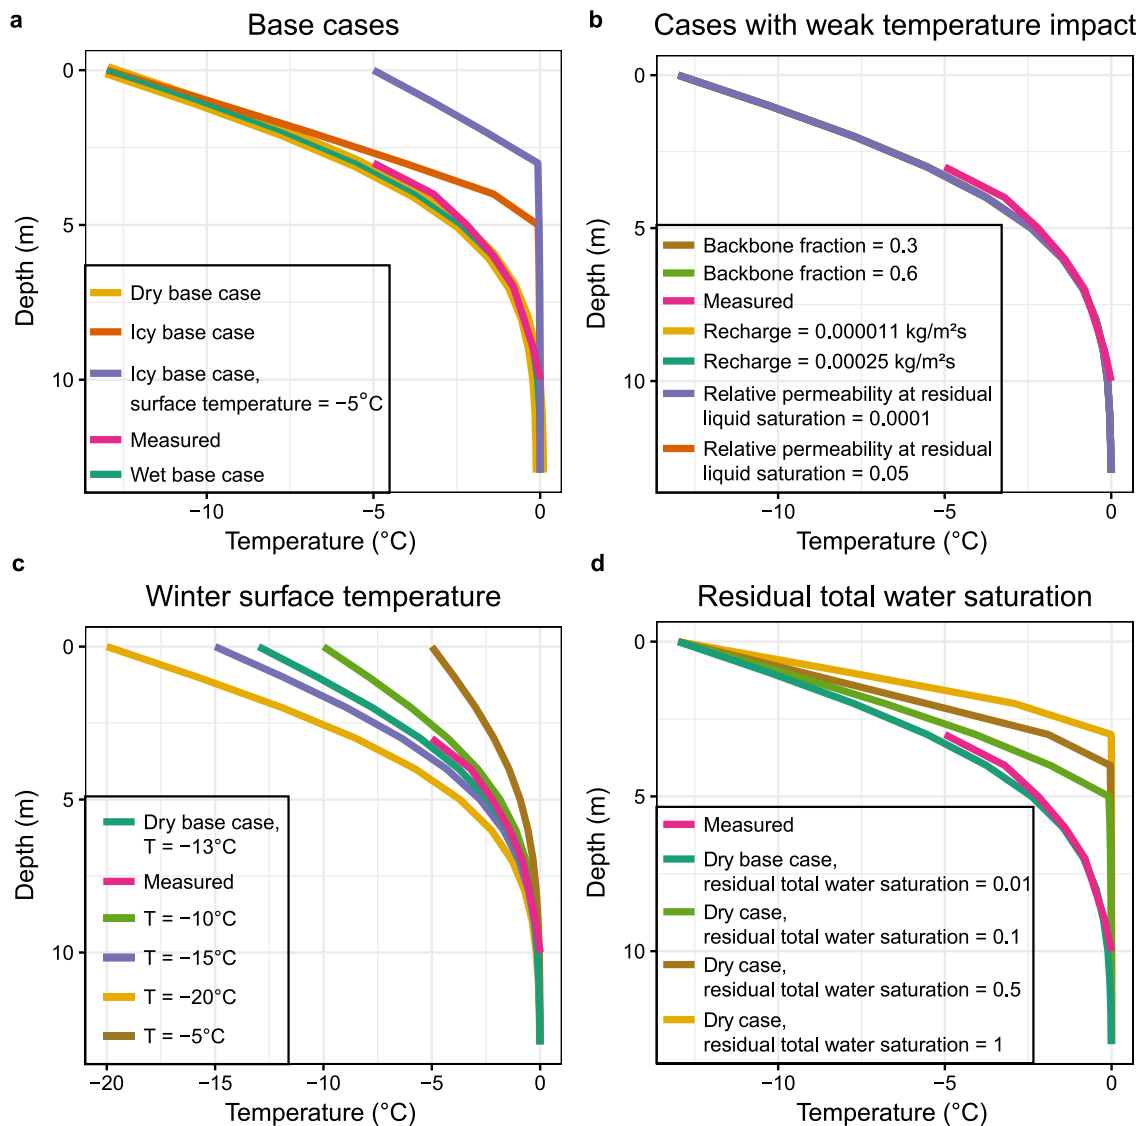 a
Base cases
0
5
10
Depth (m)
Dry base case
Icy base case
Icy base case,
surface temperature = −5°C
Measured
Wet base case
−10
−5
0
Temperature (°C)
b
Cases with weak temperature impact
0
5
10
Depth (m)
Backbone fraction = 0.3
Backbone fraction = 0.6
Measured
Recharge = 0.000011 kg/m²s
Recharge = 0.00025 kg/m²s
Relative permeability at residual
liquid saturation = 0.0001
Relative permeability at residual
liquid saturation = 0.05
−10
−5
0
Temperature (°C)
c
Winter surface temperature
0
5
10
Depth (m)
Dry base case,
T = −13°C
Measured
T = −10°C
T = −15°C
T = −20°C
T = −5°C
−20
−15
−10
−5
0
Temperature (°C)
d
Residual total water saturation
0
5
10
Depth (m)
Measured
Dry base case,
residual total water saturation = 0.01
Dry case,
residual total water saturation = 0.1
Dry case,
residual total water saturation = 0.5
Dry case,
residual total water saturation = 1
−10
−5
0
Temperature (°C)